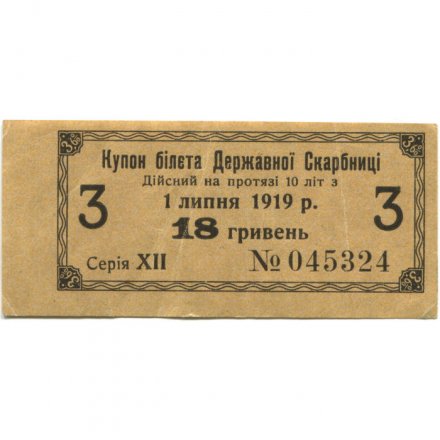 Купон білєта Державної Скарбниці
Дійсний на протязі 10 літ з
3 1 липня 1919 р. 3
18 гривень
Серія XII № 045324